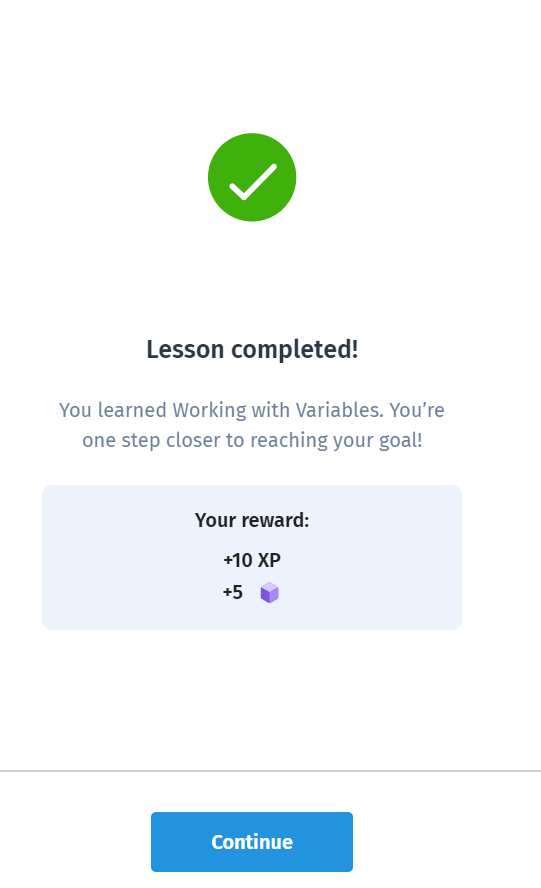 Lesson completed!
You learned Working with Variables. You’re
one step closer to reaching your goal!
Your reward:
+10 XP
+5
Continue